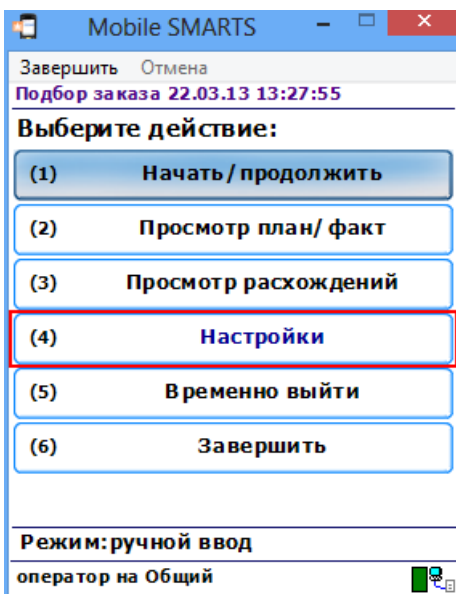 Mobile SMARTS
Завершить Отмена
Подбор заказа 22.03.13 13:27:55
Выберите действие:
(1) Начать/продолжить
(2) Просмотр план/ факт
(3) Просмотр расхождений
(4) Настройки
(5) Временно выйти
(6) Завершить
Режим:ручной ввод
оператор на Общий